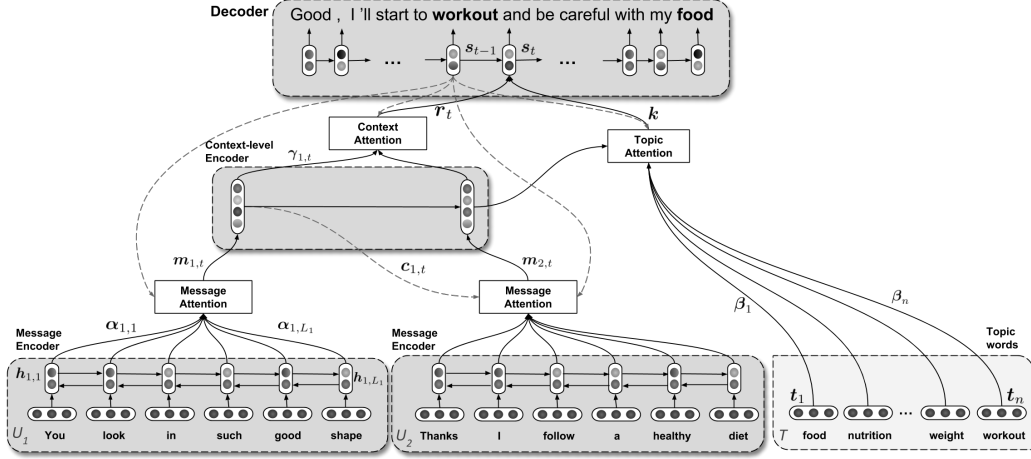 Decoder
Good , I 'll start to workout and be careful with my food
s_{t−1} s_t
... ...
r_t k
Context Attention
Topic Attention
Context-level Encoder
γ_{1,t}
m_{1,t} c_{1,t} m_{2,t}
Message Attention
Message Attention
β_1 β_n
α_{1,1} α_{1,L_1}
Message Encoder
Message Encoder
Topic words
h_{1,1} h_{1,L_1}
t_1 ... t_n
U_1 You look in such good shape
U_2 Thanks I follow a healthy diet
T food nutrition weight workout